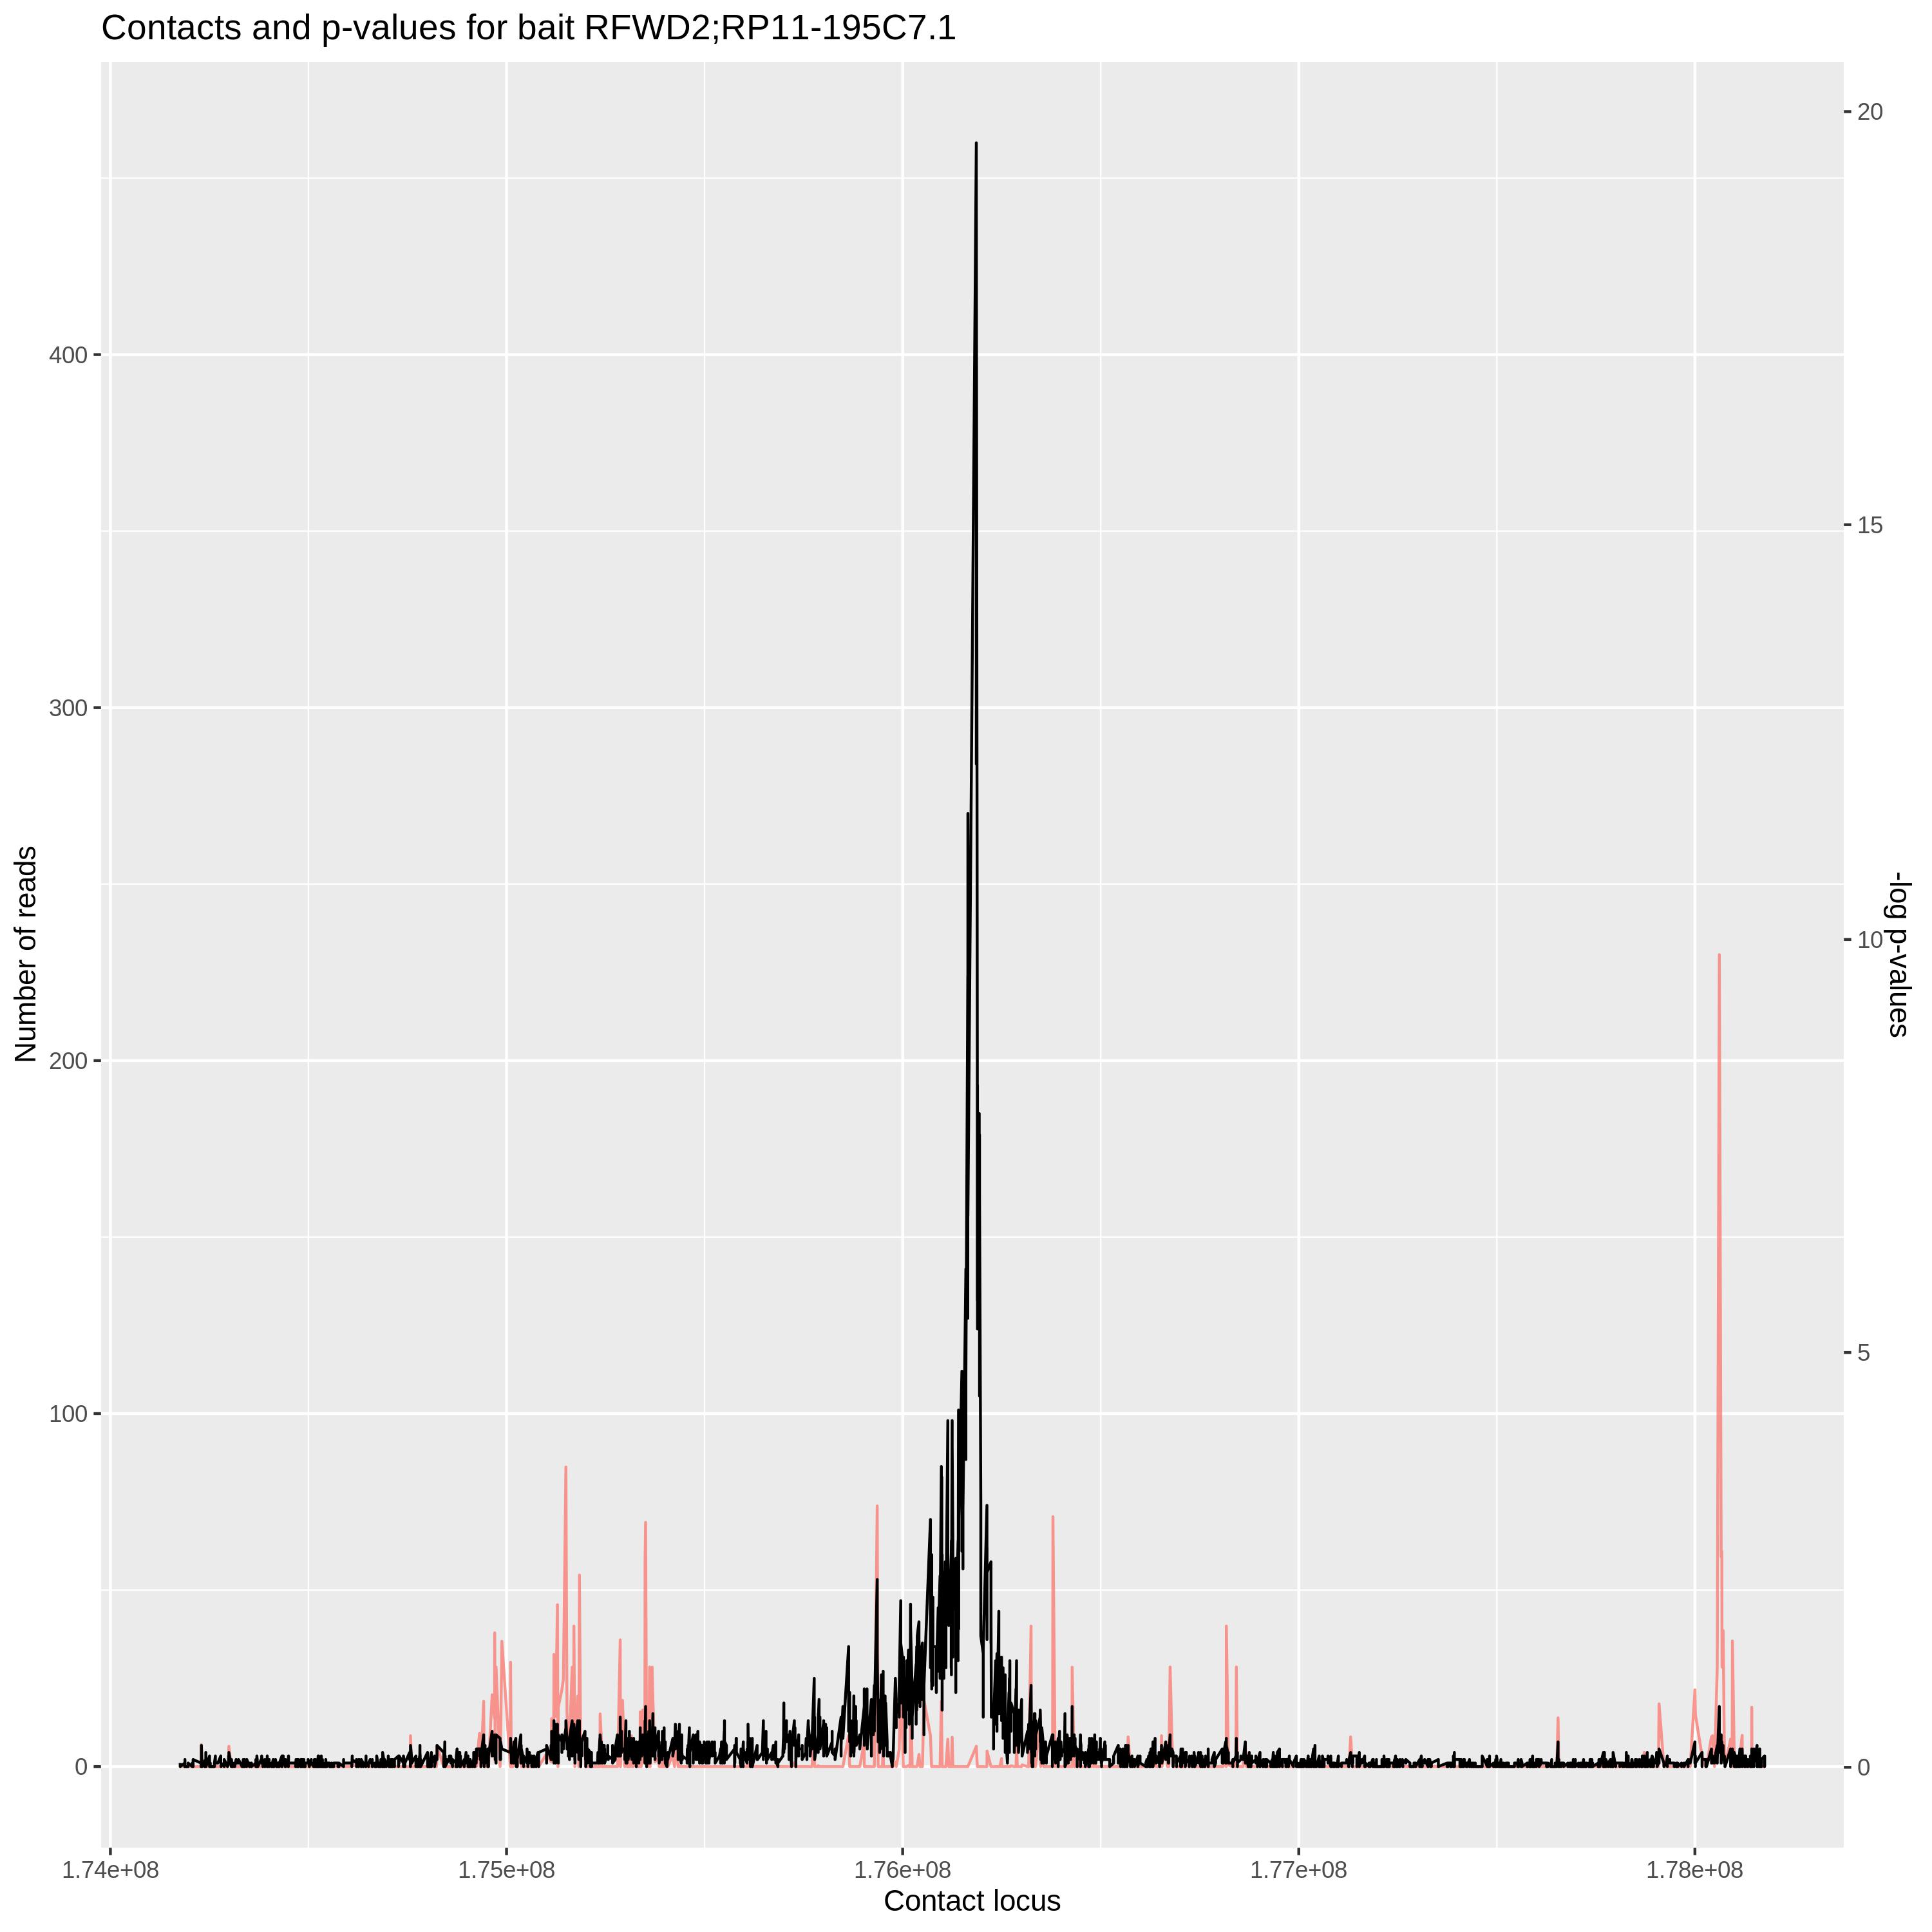 Contacts and p-values for bait RFWD2;RP11-195C7.1
20
400
15
300
Number of reads
10
-log p-values
200
5
100
0
0
1.74e+08
1.75e+08
1.76e+08
1.77e+08
1.78e+08
Contact locus